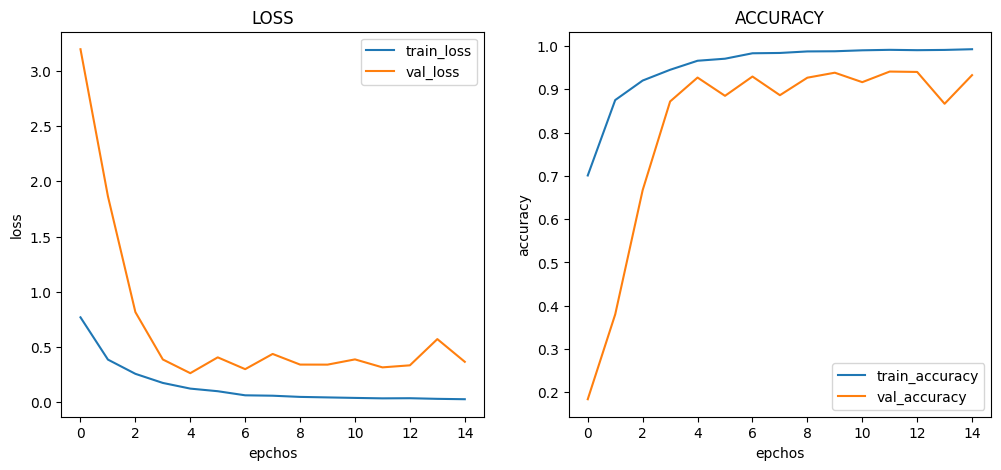 LOSS
train_loss
val_loss
3.0
2.5
2.0
1.5
1.0
0.5
0.0
loss
0 2 4 6 8 10 12 14
epchos
ACCURACY
1.0
0.9
0.8
0.7
0.6
0.5
0.4
0.3
0.2
accuracy
train_accuracy
val_accuracy
0 2 4 6 8 10 12 14
epchos